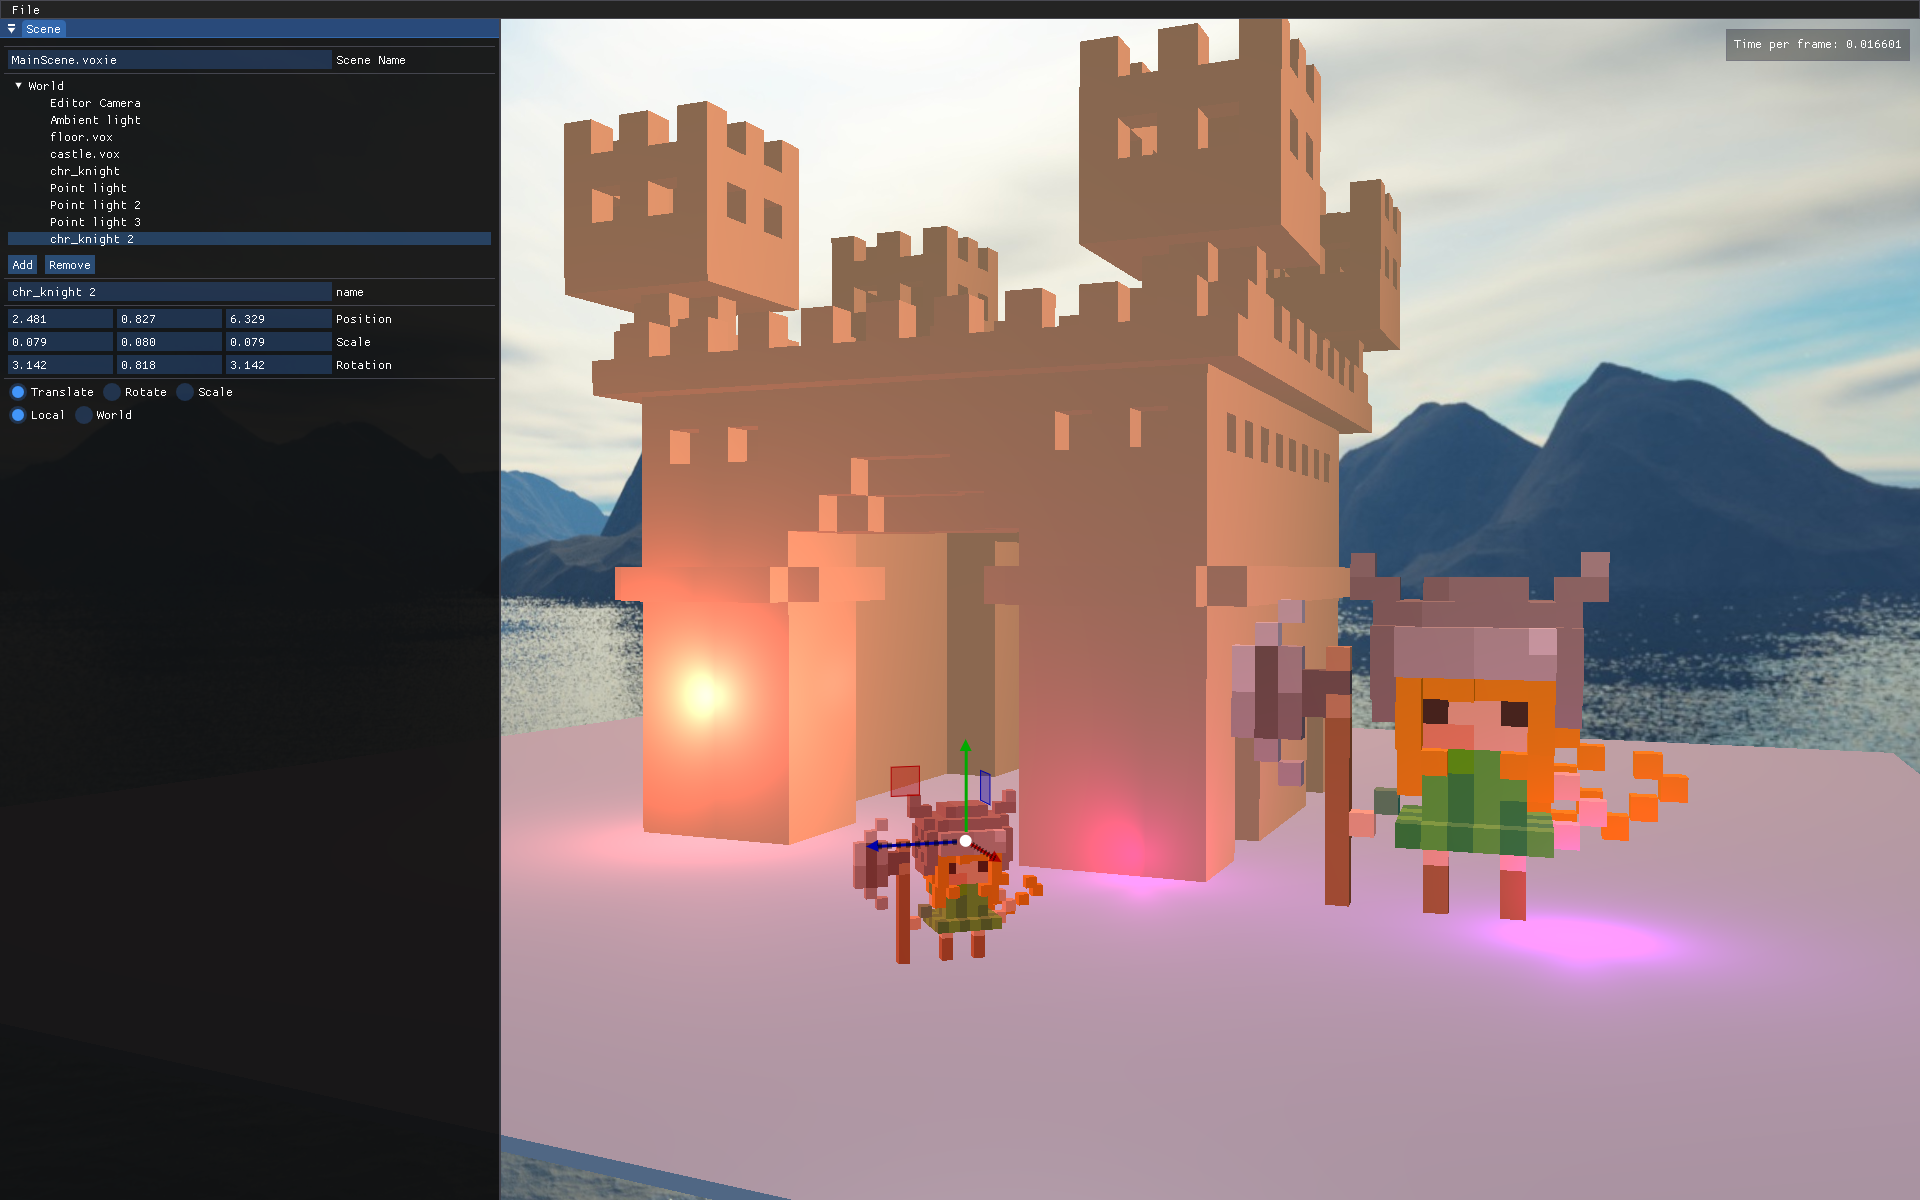 File
Scene
MainScene.voxie Scene Name
World
Editor Camera
Ambient light
floor.vox
castle.vox
chr_knight
Point light
Point light 2
Point light 3
chr_knight 2
Add Remove
chr_knight 2 name
2.481 0.827 6.329 Position
0.079 0.080 0.079 Scale
3.142 0.818 3.142 Rotation
Translate Rotate Scale
Local World
Time per frame: 0.016601